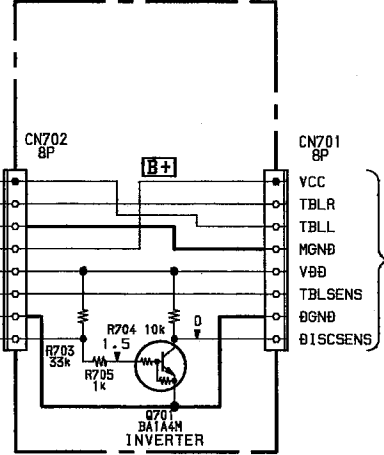 CN702
8P
B+
CN701
8P
VCC
TBLR
TBLL
MGND
VDD
TBLSENS
DGND
DISCSENS
R704 10k
0
1.5
R703
33k
R705
1k
Q701
BA1A4M
INVERTER